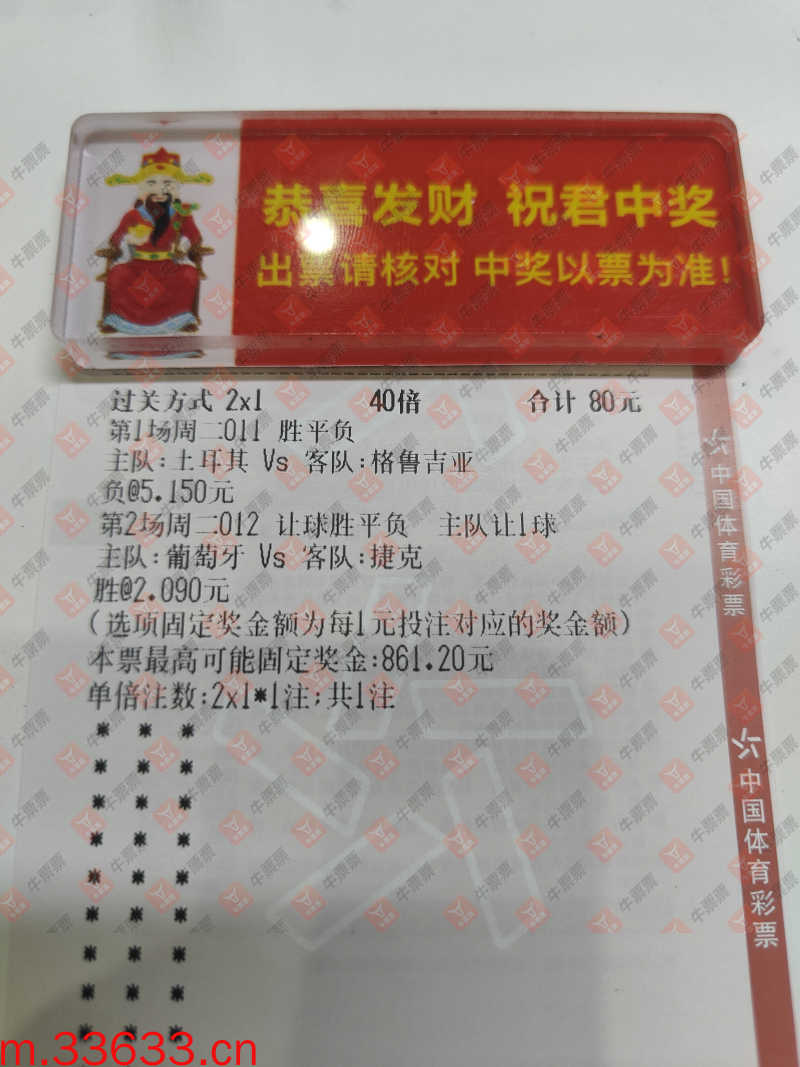 恭喜发财 祝君中奖
出票请核对 中奖以票为准!
过关方式 2x1 40倍 合计 80元
第1场周二011 胜平负
主队:土耳其 Vs 客队:格鲁吉亚
负@5.150元
第2场周二012 让球胜平负 主队让1球
主队:葡萄牙 Vs 客队:捷克
胜@2.090元
(选项固定奖金额为每1元投注对应的奖金额)
本票最高可能固定奖金:861.20元
单倍注数:2x1*1注;共1注
* * *
* * *
* * *
* * *
* * *
* * *
* * *
* * *
* * *
中国体育彩票
中国体育彩票
牛票票
m.33633.cn